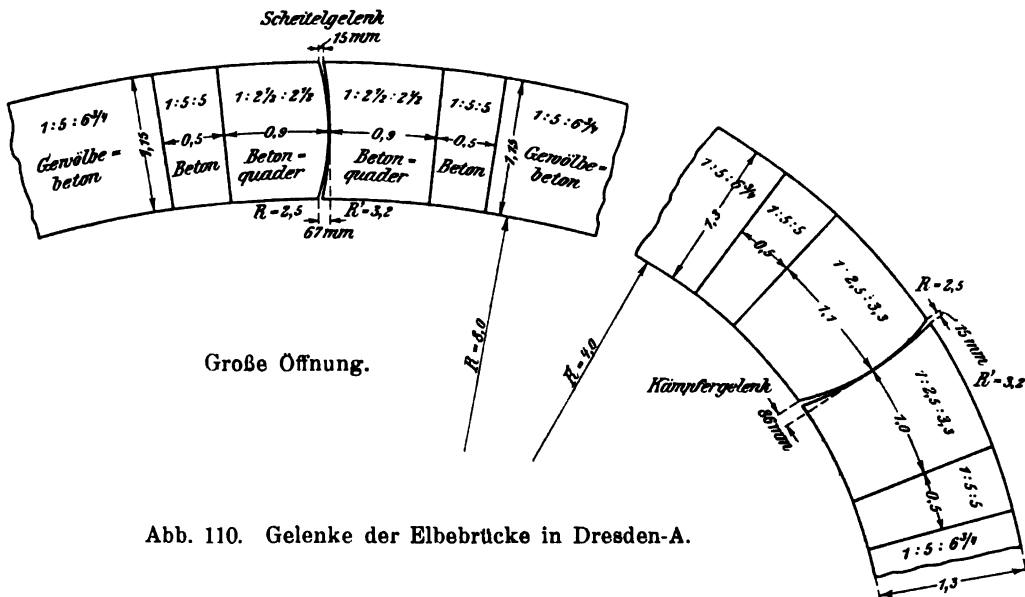 Scheitelgelenk
15 mm
1:5:6¾
Gewölbe=
beton
1,15
1:5:5
0,5
Beton
1:2½:2½
0,9
Beton=
quader
1:2½:2½
0,9
Beton=
quader
1:5:5
0,5
Beton
1,15
1:5:6¾
Gewölbe=
beton
R=2,5
R'=3,2
67 mm
R=8,0
Große Öffnung.
1:5:6¾
1,3
1:5:5
0,5
1:2,5:3,3
1,1
R=2,5
15 mm
R'=3,2
R=4,0
Kämpfergelenk
86 mm
1:2,5:3,3
1,0
1:5:5
0,5
1:5:6¾
1,3
Abb. 110. Gelenke der Elbebrücke in Dresden-A.